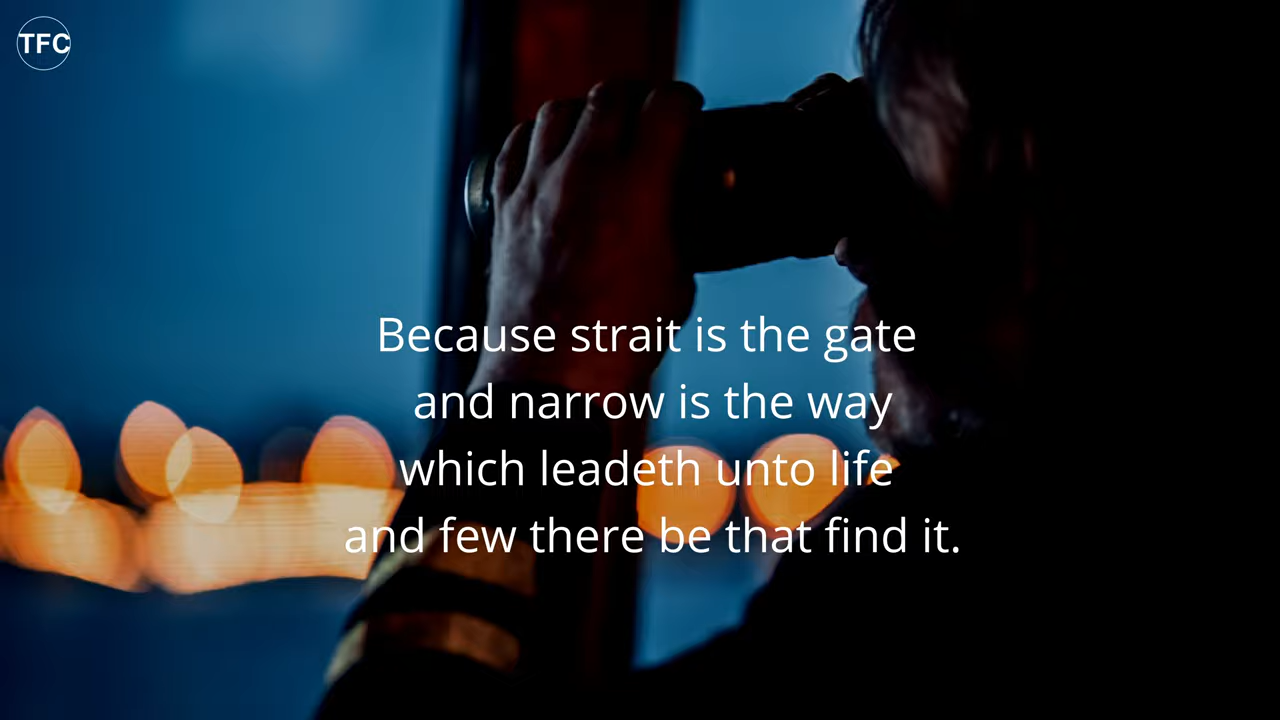 TFC
Because strait is the gate
and narrow is the way
which leadeth unto life
and few there be that find it.